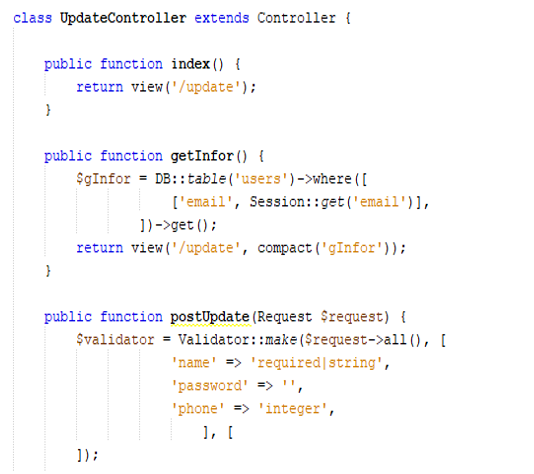 class UpdateController extends Controller {
public function index() {
return view('/update');
}
public function getInfor() {
$gInfor = DB::table('users')->where([
['email', Session::get('email')],
])->get();
return view('/update', compact('gInfor'));
}
public function postUpdate(Request $request) {
$validator = Validator::make($request->all(), [
'name' => 'required|string',
'password' => '',
'phone' => 'integer',
], [
]);